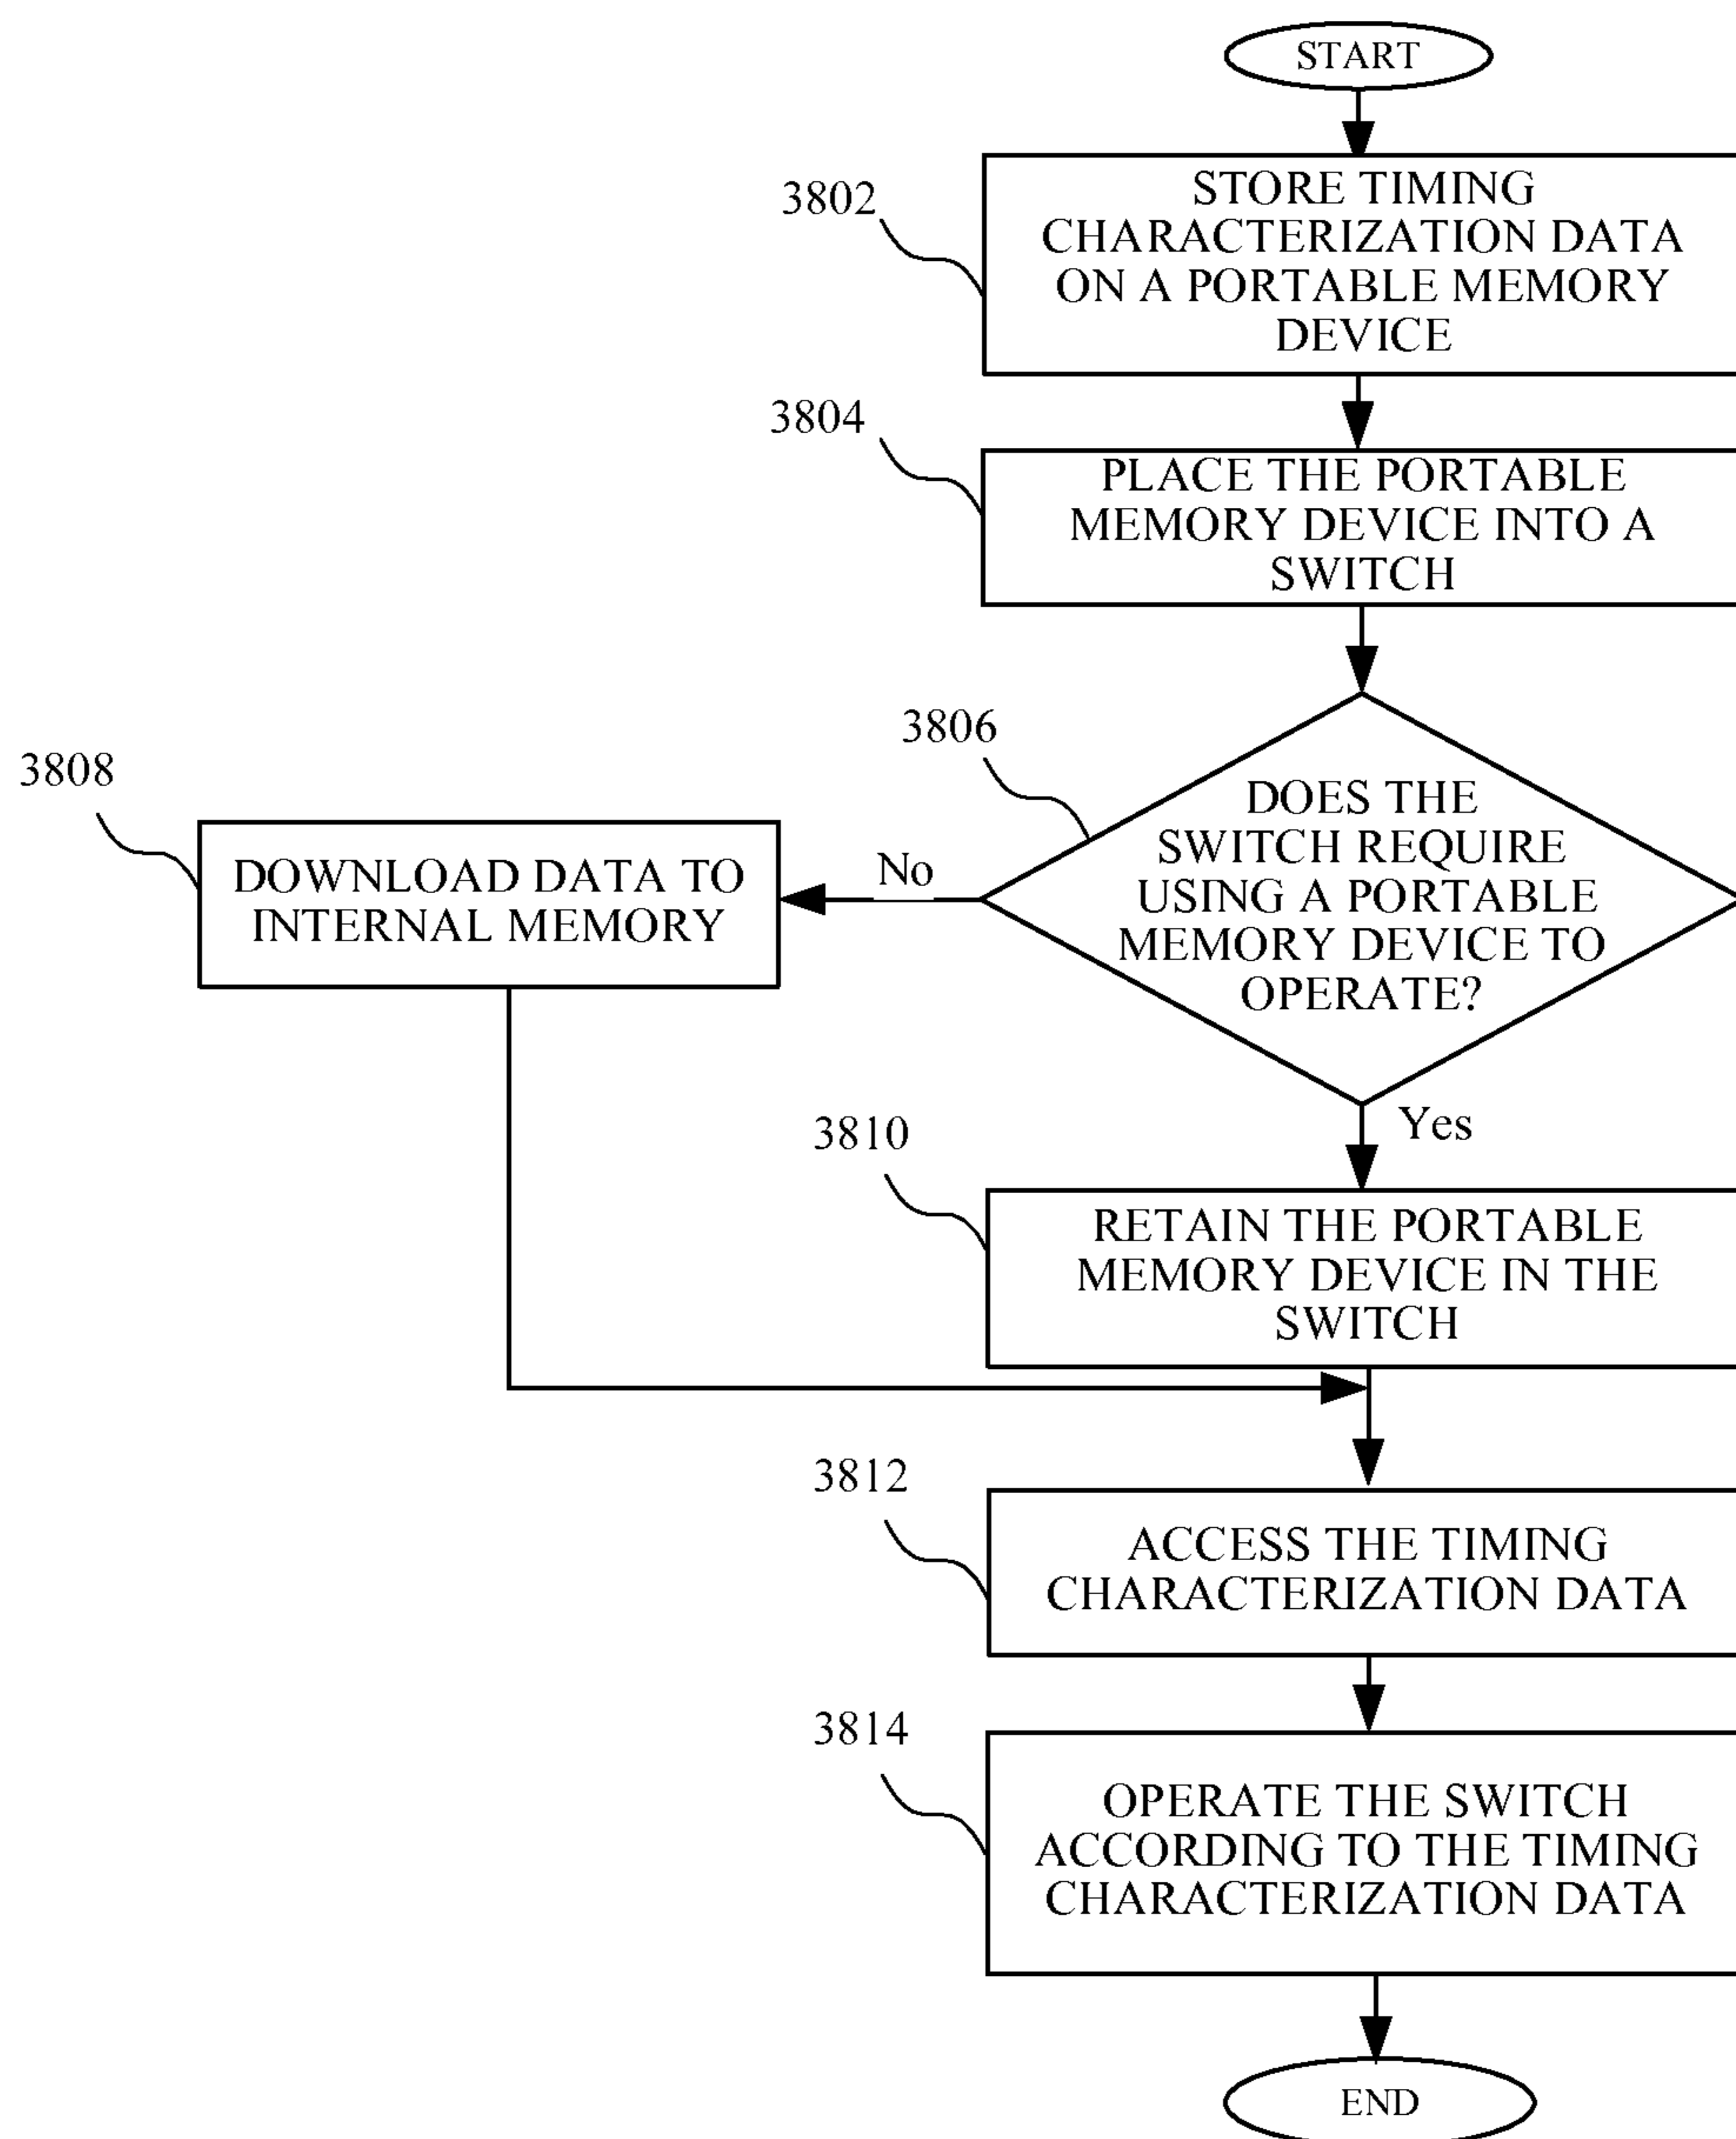 START
3802
STORE TIMING
CHARACTERIZATION DATA
ON A PORTABLE MEMORY
DEVICE
3804
PLACE THE PORTABLE
MEMORY DEVICE INTO A
SWITCH
3806
DOES THE
SWITCH REQUIRE
USING A PORTABLE
MEMORY DEVICE TO
OPERATE?
No
3808
DOWNLOAD DATA TO
INTERNAL MEMORY
Yes
3810
RETAIN THE PORTABLE
MEMORY DEVICE IN THE
SWITCH
3812
ACCESS THE TIMING
CHARACTERIZATION DATA
3814
OPERATE THE SWITCH
ACCORDING TO THE TIMING
CHARACTERIZATION DATA
END